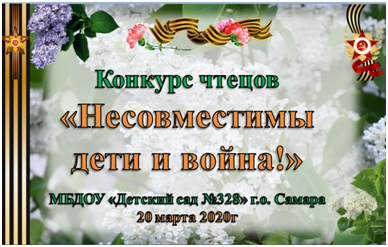 Конкурс чтецов
«Несовместимы
дети и война!»
МБДОУ «Детский сад №328» г.о. Самара
20 марта 2020г